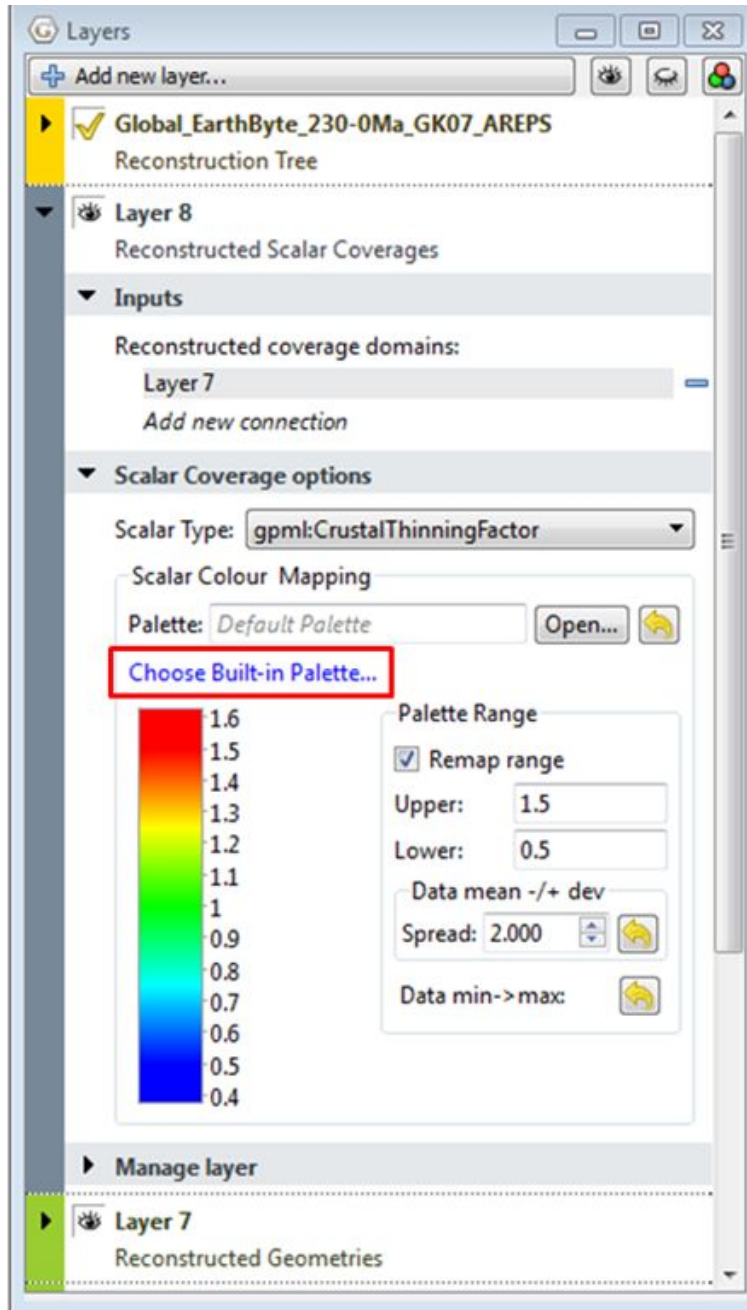 Layers
Add new layer...
Global_EarthByte_230-0Ma_GK07_AREPS
Reconstruction Tree
Layer 8
Reconstructed Scalar Coverages
Inputs
Reconstructed coverage domains:
Layer 7
Add new connection
Scalar Coverage options
Scalar Type: gpml:CrustalThinningFactor
Scalar Colour Mapping
Palette: Default Palette Open...
Choose Built-in Palette...
1.6
1.5
1.4
1.3
1.2
1.1
1
0.9
0.8
0.7
0.6
0.5
0.4
Palette Range
Remap range
Upper: 1.5
Lower: 0.5
Data mean -/+ dev
Spread: 2.000
Data min->max:
Manage layer
Layer 7
Reconstructed Geometries